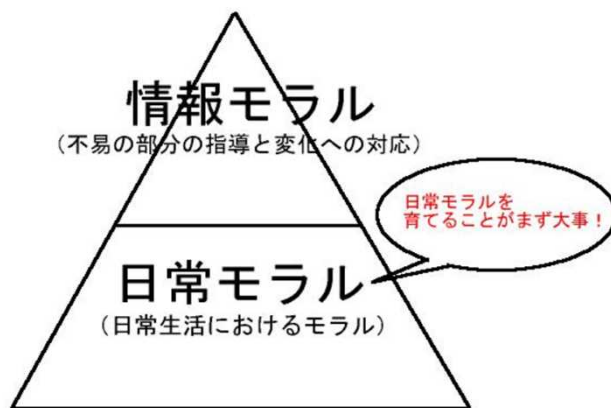 情報モラル
（不易の部分の指導と変化への対応）
日常モラルを
育てることがまず大事！
日常モラル
（日常生活におけるモラル）